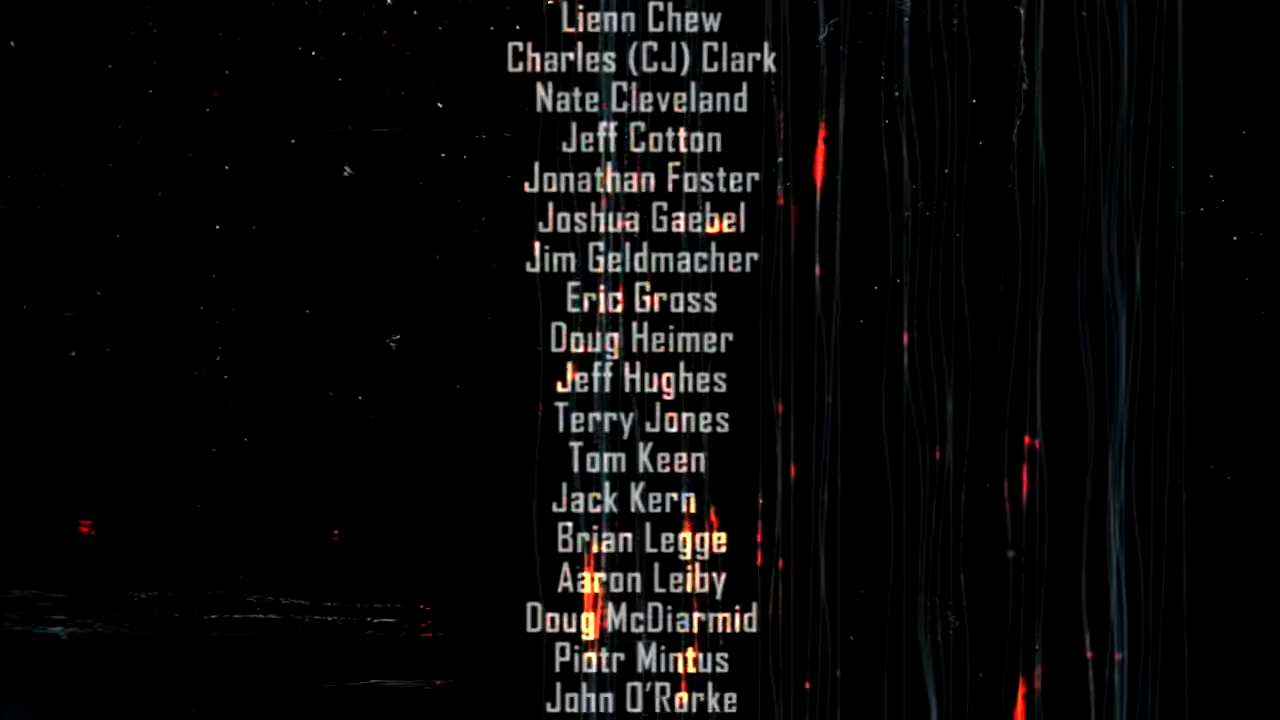 Lienn Chew
Charles (CJ) Clark
Nate Cleveland
Jeff Cotton
Jonathan Foster
Joshua Gaebel
Jim Geldmacher
Eric Gross
Doug Heimer
Jeff Hughes
Terry Jones
Tom Keen
Jack Kern
Brian Legge
Aaron Leiby
Doug McDiarmid
Piotr Mintus
John O'Rorke